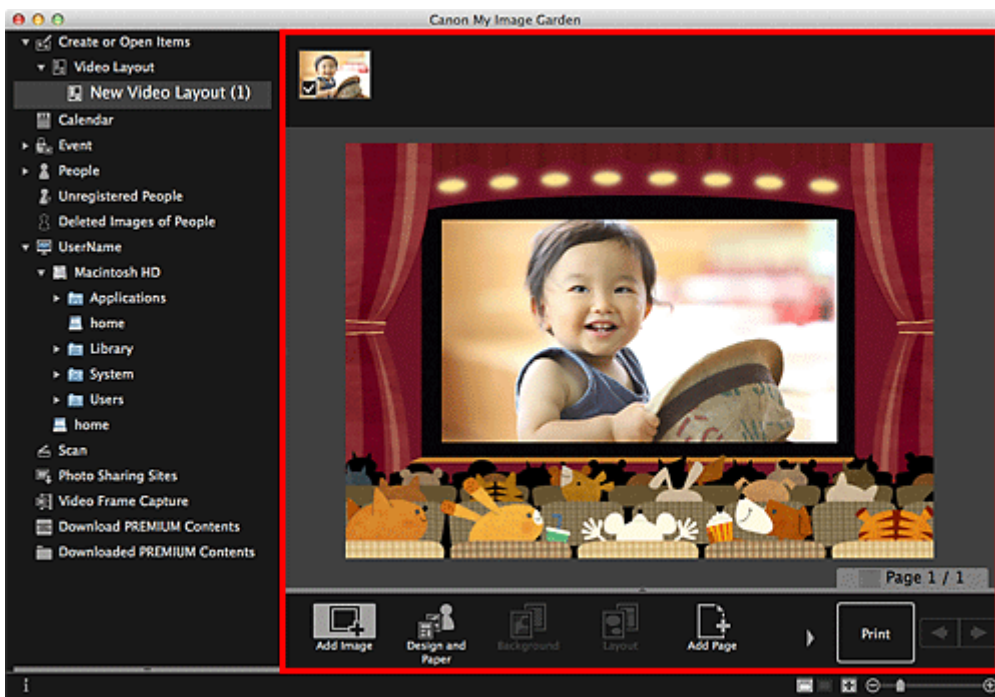 Canon My Image Garden
Create or Open Items
Video Layout
New Video Layout (1)
Calendar
Event
People
Unregistered People
Deleted Images of People
UserName
Macintosh HD
Applications
home
Library
System
Users
home
Scan
Photo Sharing Sites
Video Frame Capture
Download PREMIUM Contents
Downloaded PREMIUM Contents
Page 1 / 1
Add Image
Design and
Paper
Background
Layout
Add Page
Print